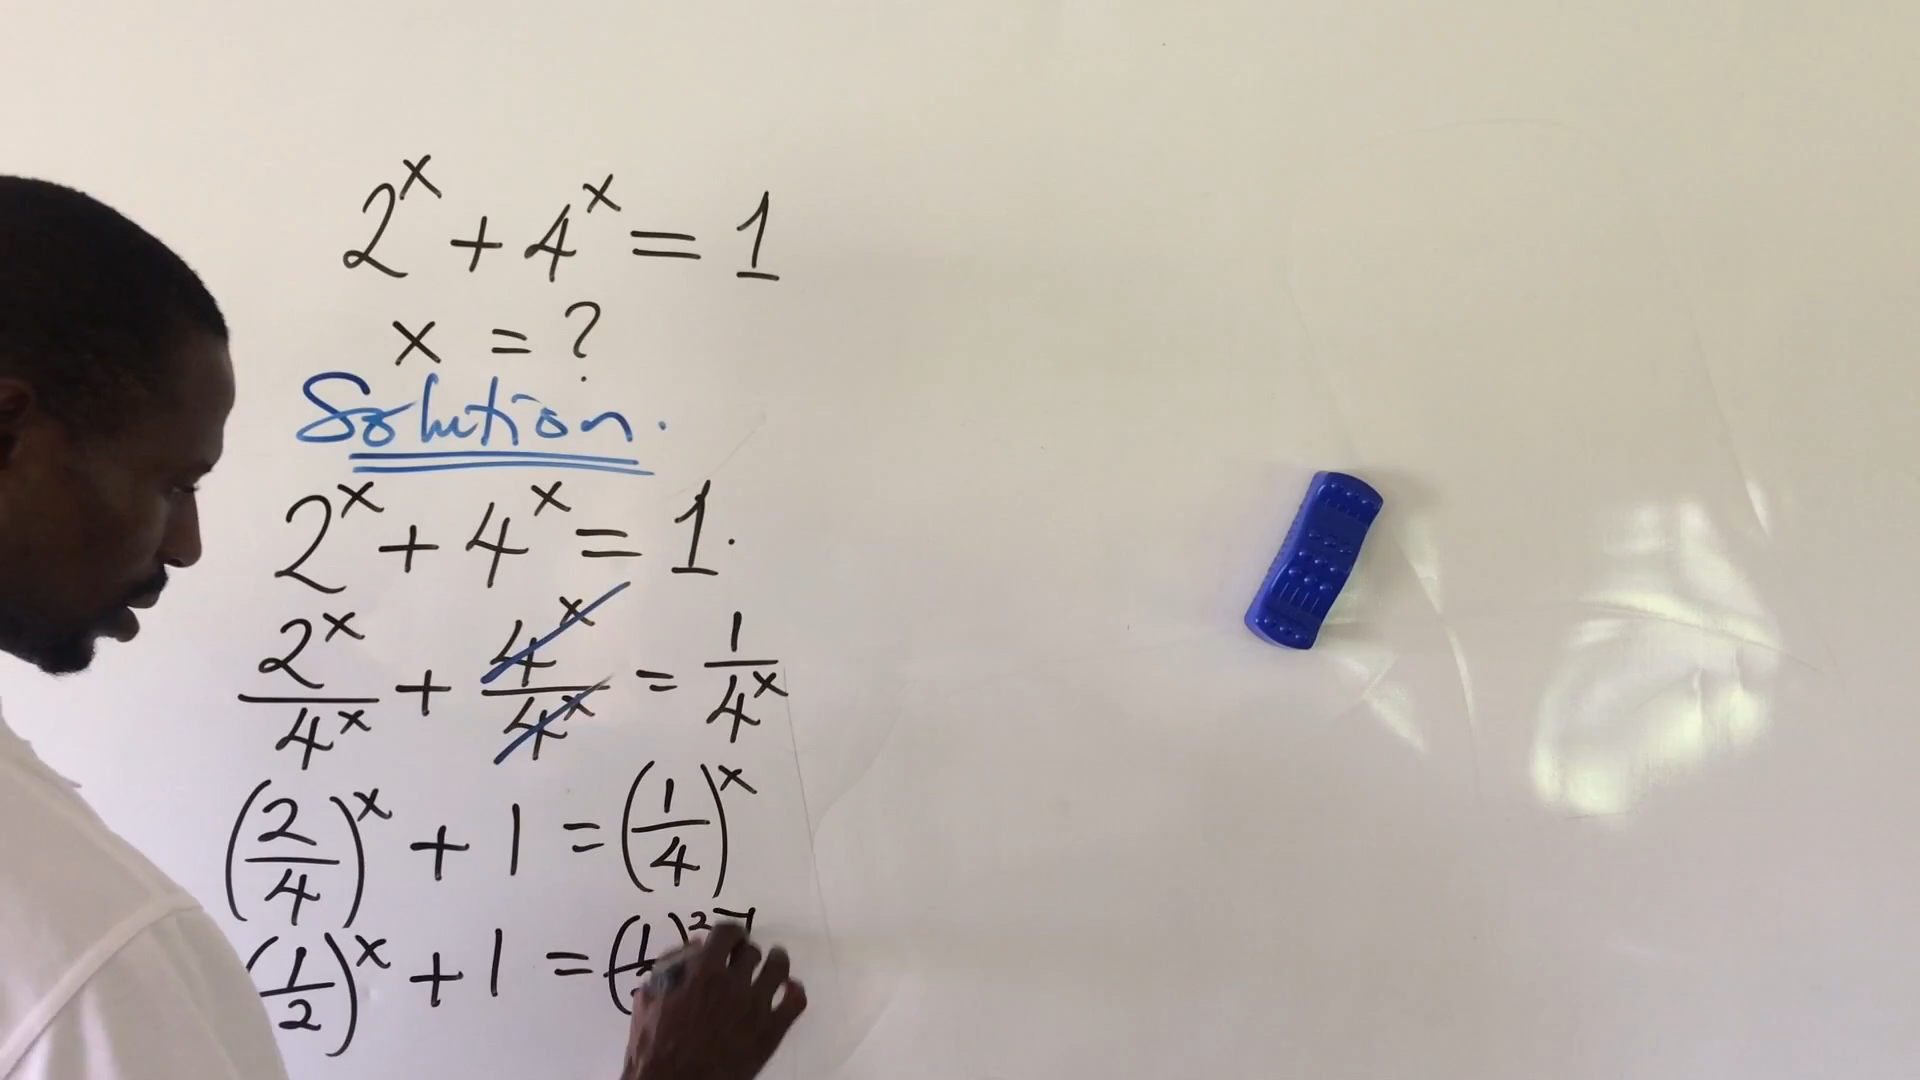 2^x + 4^x = 1
x = ?
Solution.
2^x + 4^x = 1.
2^x/4^x + 4^x/4^x = 1/4^x
(2/4)^x + 1 = (1/4)^x
(1/2)^x + 1 = (1